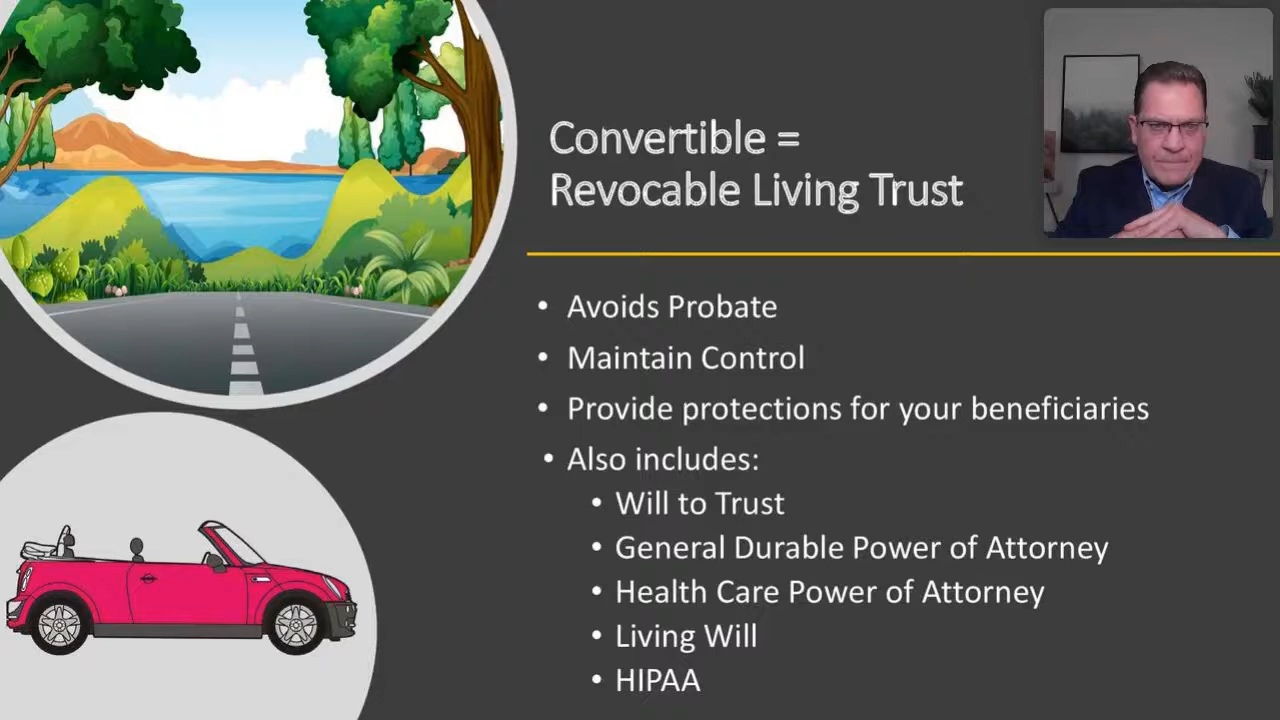 Convertible =
Revocable Living Trust
• Avoids Probate
• Maintain Control
• Provide protections for your beneficiaries
• Also includes:
• Will to Trust
• General Durable Power of Attorney
• Health Care Power of Attorney
• Living Will
• HIPAA